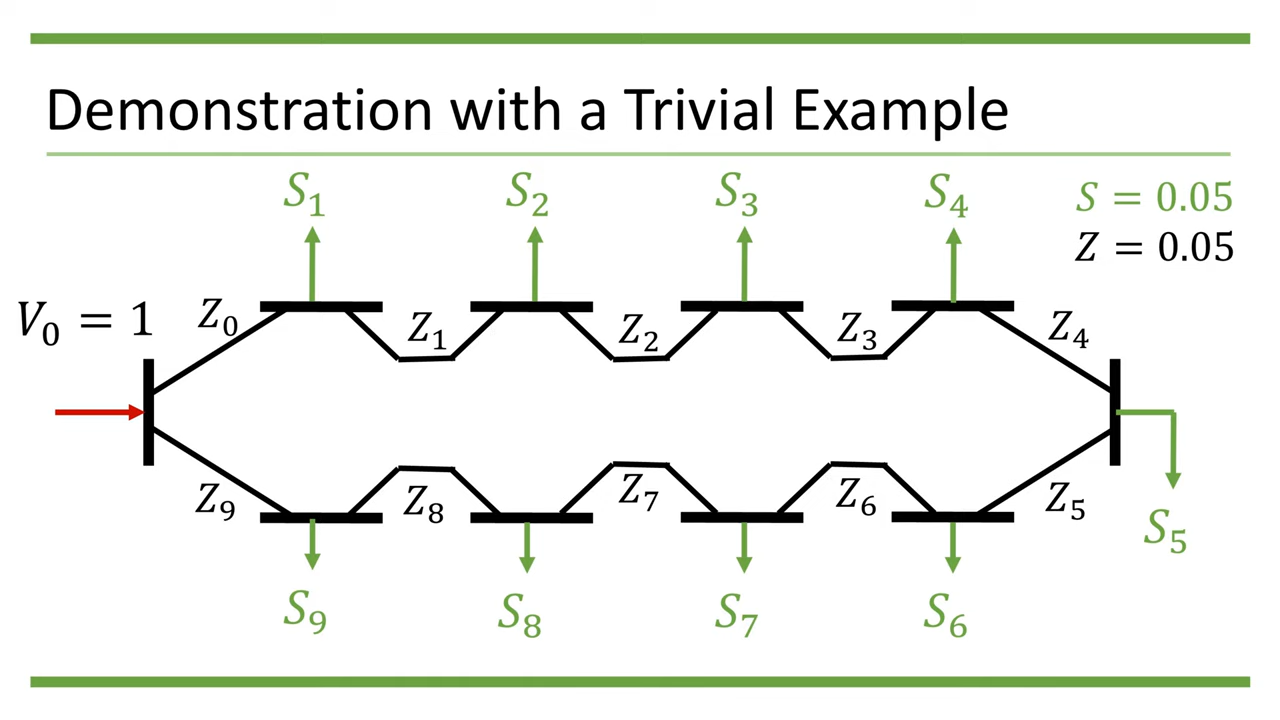 Demonstration with a Trivial Example
S₁ S₂ S₃ S₄
S = 0.05
Z = 0.05
V₀ = 1
Z₀ Z₁ Z₂ Z₃ Z₄
Z₉ Z₈ Z₇ Z₆ Z₅
S₅
S₉ S₈ S₇ S₆